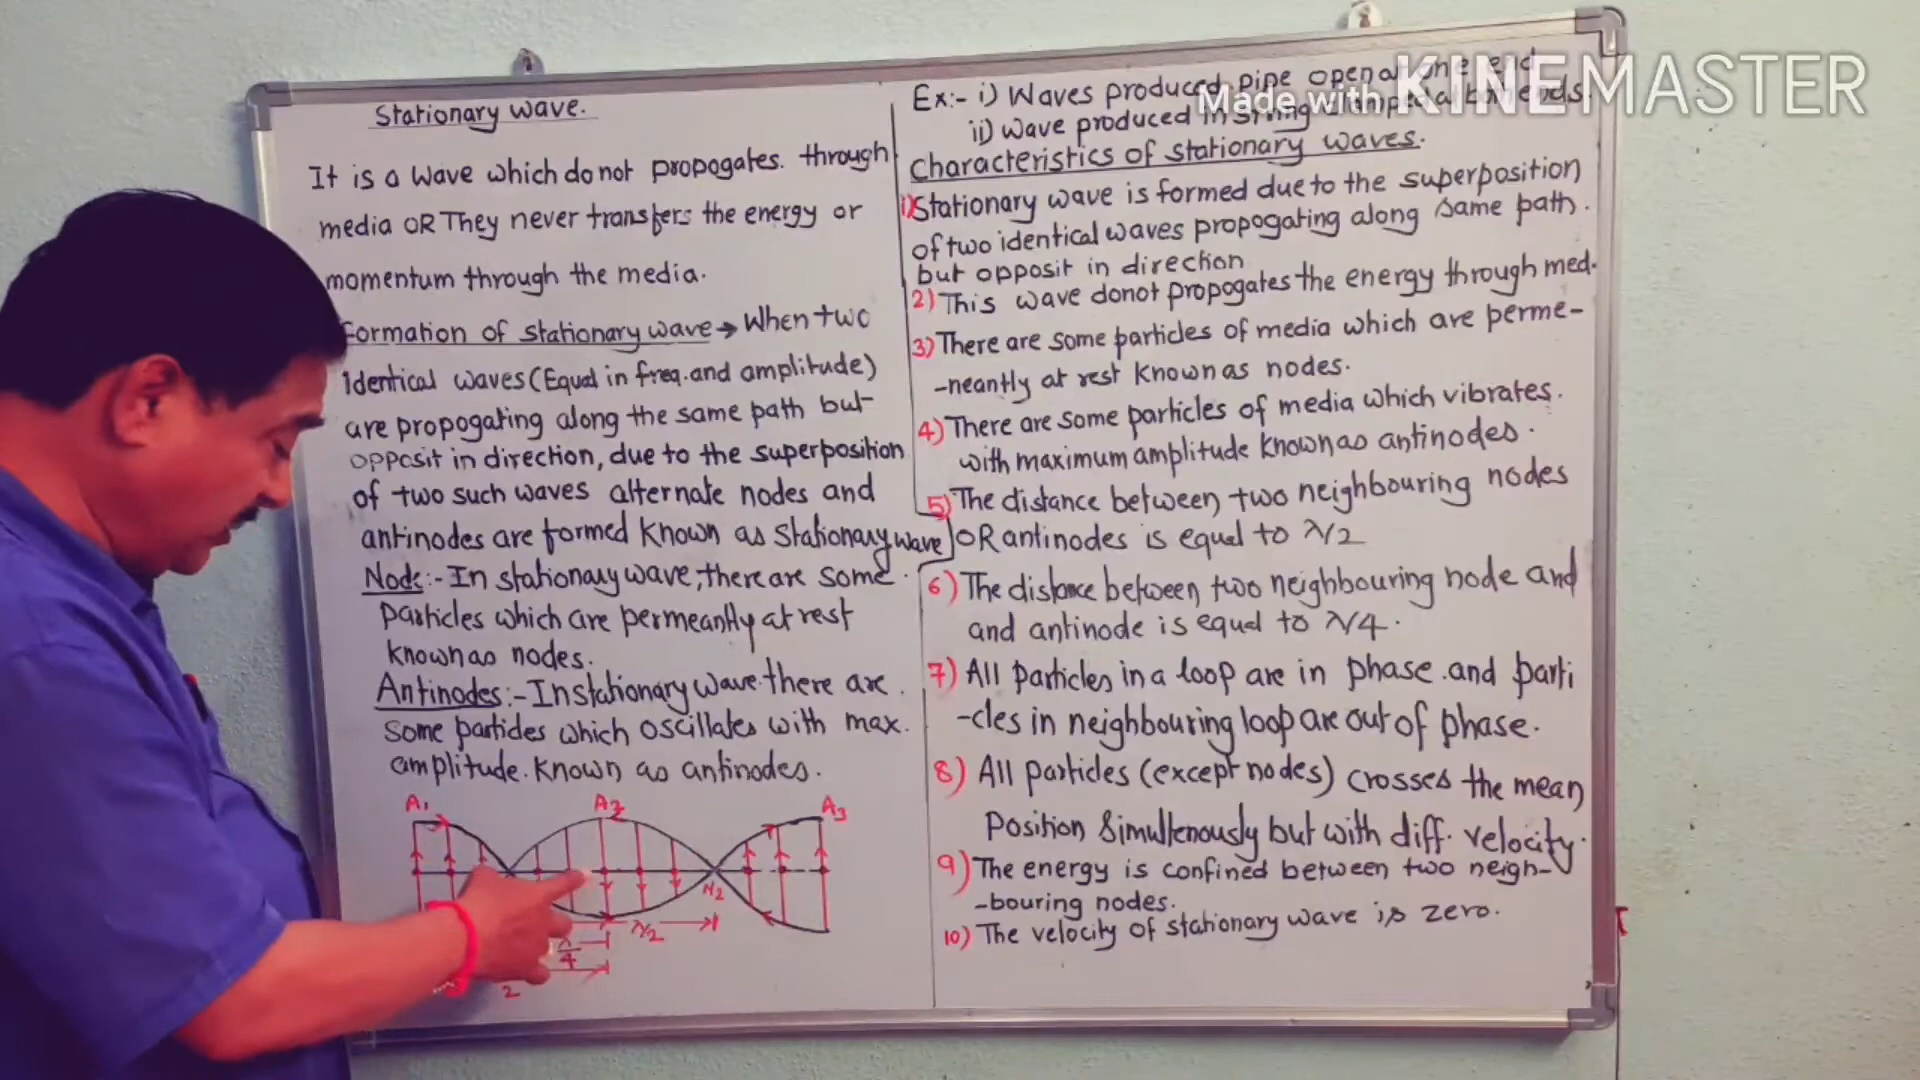 Stationary wave.
It is a wave which do not propogates. through
media OR They never transfers the energy or
momentum through the media.
Formation of stationary wave → When two
identical waves (Equal in freq. and amplitude)
are propogating along the same path but
opposit in direction, due to the superposition
of two such waves alternate nodes and
antinodes are formed known as stationary wave
Node:- In stationary wave, there are some
particles which are permeantly at rest
known as nodes.
Antinodes:- In stationary wave there are
some particles which oscillates with max.
amplitude. known as antinodes.
A₁ A₂ A₃
N₂
λ/2
λ/4
2
Ex:- i) Waves produced pipe open at one end
ii) Wave produced in string clamped at both ends.
Characteristics of stationary waves.
1) Stationary wave is formed due to the superposition
of two identical waves propogating along same path.
but opposit in direction
2) This wave donot propogates the energy through med.
3) There are some particles of media which are perme-
-neantly at rest known as nodes.
4) There are some particles of media which vibrates.
with maximum amplitude known as antinodes.
5) The distance between two neighbouring nodes
OR antinodes is equal to λ/2
6) The distance between two neighbouring node and
and antinode is equal to λ/4.
7) All particles in a loop are in phase. and parti
-cles in neighbouring loop are out of phase.
8) All particles (except nodes) crosses the mean
position simultenously but with diff. velocity.
9) The energy is confined between two neigh-
-bouring nodes.
10) The velocity of stationary wave is zero.
Made with KINEMASTER